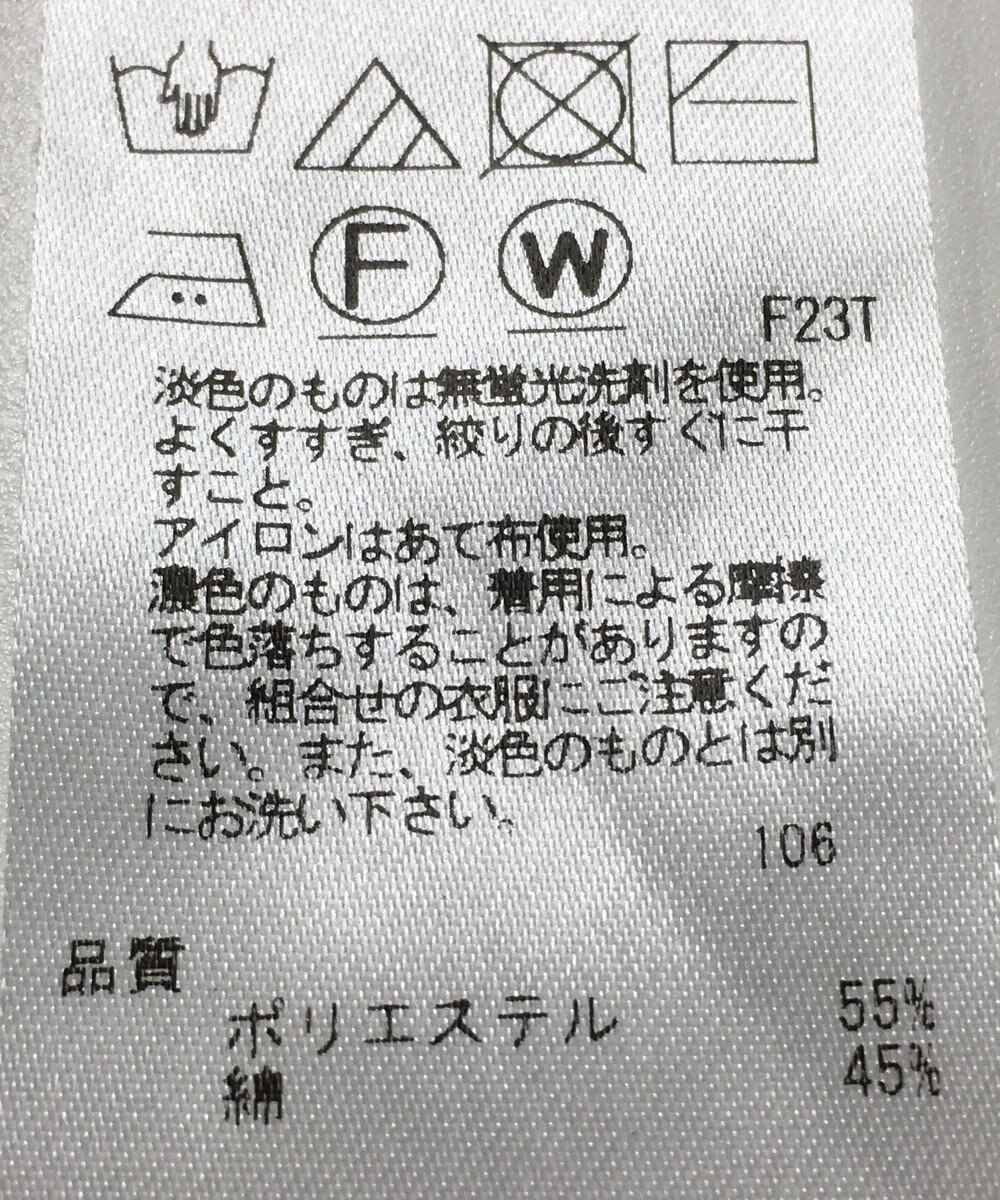 F
W
F23T
淡色のものは無蛍光洗剤を使用。
よくすすぎ、絞りの後すぐに干
すこと。
アイロンはあて布使用。
濃色のものは、着用による摩擦
で色落ちすることがありますの
で、組合せの衣服にご注意くだ
さい。また、淡色のものとは別
にお洗い下さい。
106
品質
ポリエステル 55%
綿 45%